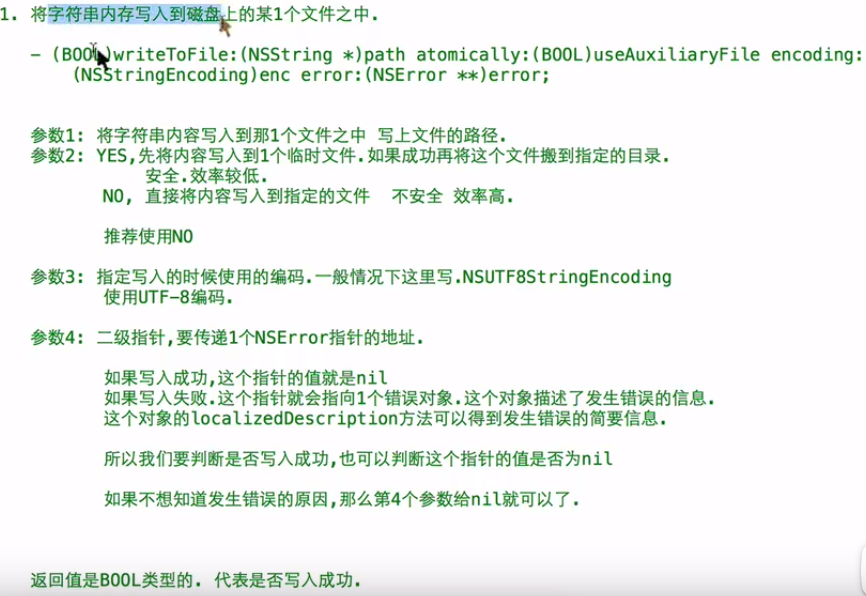 1. 将字符串内存写入到磁盘上的某1个文件之中.
- (BOOL)writeToFile:(NSString *)path atomically:(BOOL)useAuxiliaryFile encoding:
(NSStringEncoding)enc error:(NSError **)error;
参数1: 将字符串内容写入到那1个文件之中 写上文件的路径.
参数2: YES,先将内容写入到1个临时文件.如果成功再将这个文件搬到指定的目录.
安全.效率较低.
NO, 直接将内容写入到指定的文件 不安全 效率高.
推荐使用NO
参数3: 指定写入的时候使用的编码.一般情况下这里写.NSUTF8StringEncoding
使用UTF-8编码.
参数4: 二级指针,要传递1个NSError指针的地址.
如果写入成功,这个指针的值就是nil
如果写入失败.这个指针就会指向1个错误对象.这个对象描述了发生错误的信息.
这个对象的localizedDescription方法可以得到发生错误的简要信息.
所以我们要判断是否写入成功,也可以判断这个指针的值是否为nil
如果不想知道发生错误的原因,那么第4个参数给nil就可以了.
返回值是BOOL类型的. 代表是否写入成功.